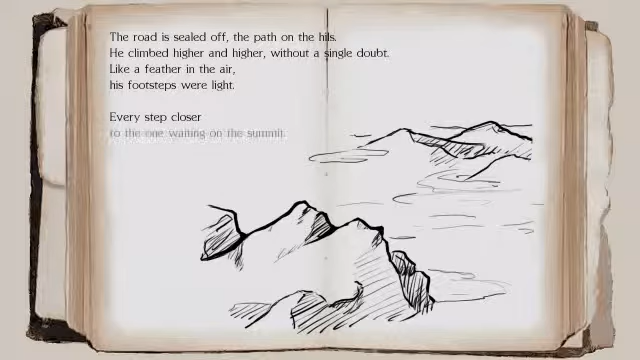 The road is sealed off, the path on the hils.
He climbed higher and higher, without a single doubt.
Like a feather in the air,
his footsteps were light.
Every step closer
to the one waiting on the summit.